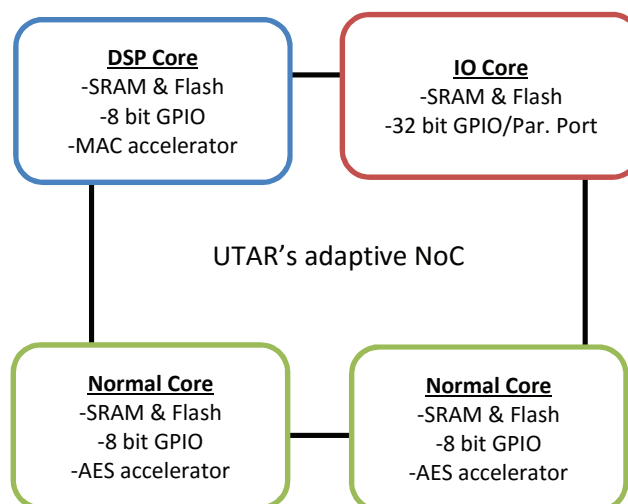 DSP Core
-SRAM & Flash
-8 bit GPIO
-MAC accelerator
IO Core
-SRAM & Flash
-32 bit GPIO/Par. Port
UTAR’s adaptive NoC
Normal Core
-SRAM & Flash
-8 bit GPIO
-AES accelerator
Normal Core
-SRAM & Flash
-8 bit GPIO
-AES accelerator